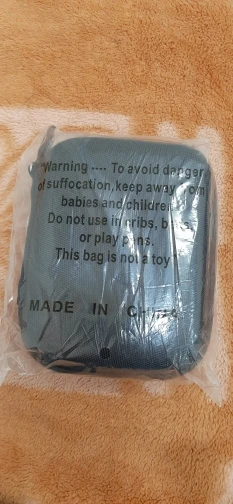 Warning ---- To avoid danger
of suffocation,keep away from
babies and children.
Do not use in cribs, beds,
or play pens.
This bag is not a toy
MADE IN CHINA